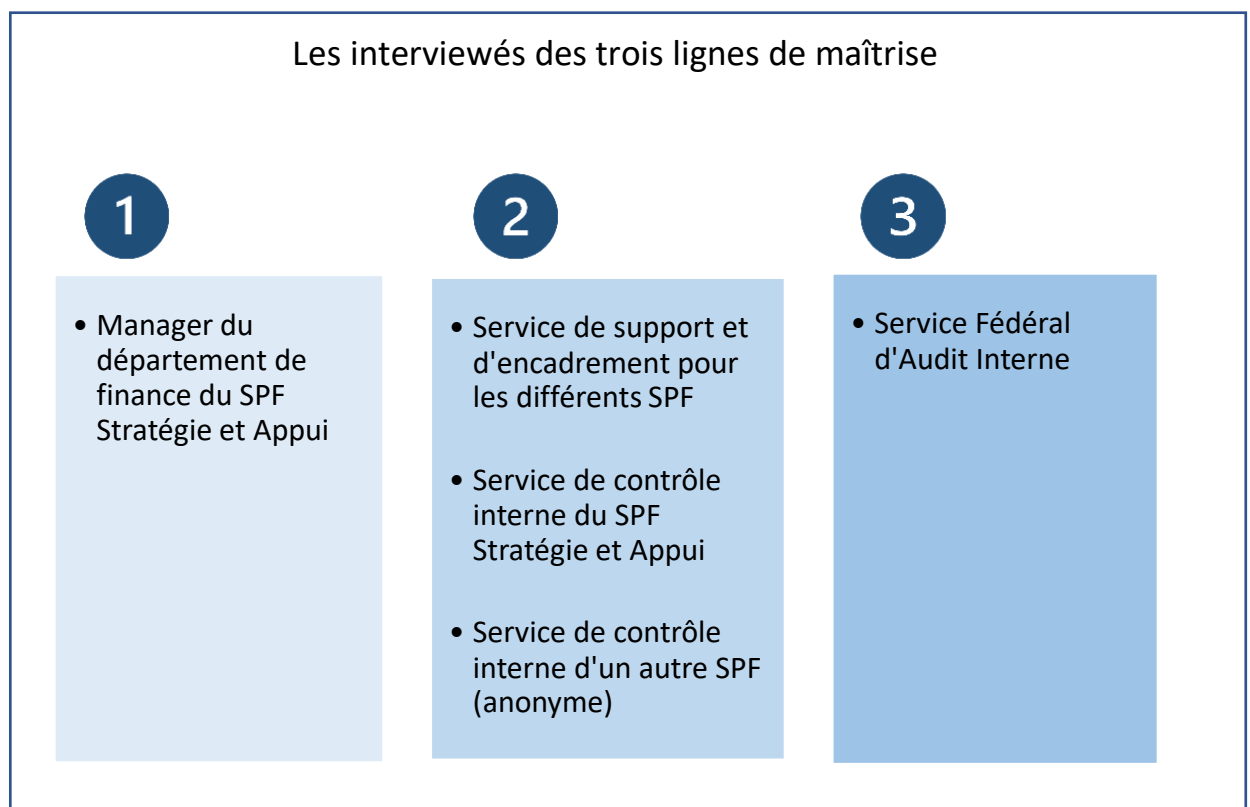 Les interviewés des trois lignes de maîtrise
1
• Manager du
département de
finance du SPF
Stratégie et Appui
2
• Service de support et
d'encadrement pour
les différents SPF
• Service de contrôle
interne du SPF
Stratégie et Appui
• Service de contrôle
interne d'un autre SPF
(anonyme)
3
• Service Fédéral
d'Audit Interne